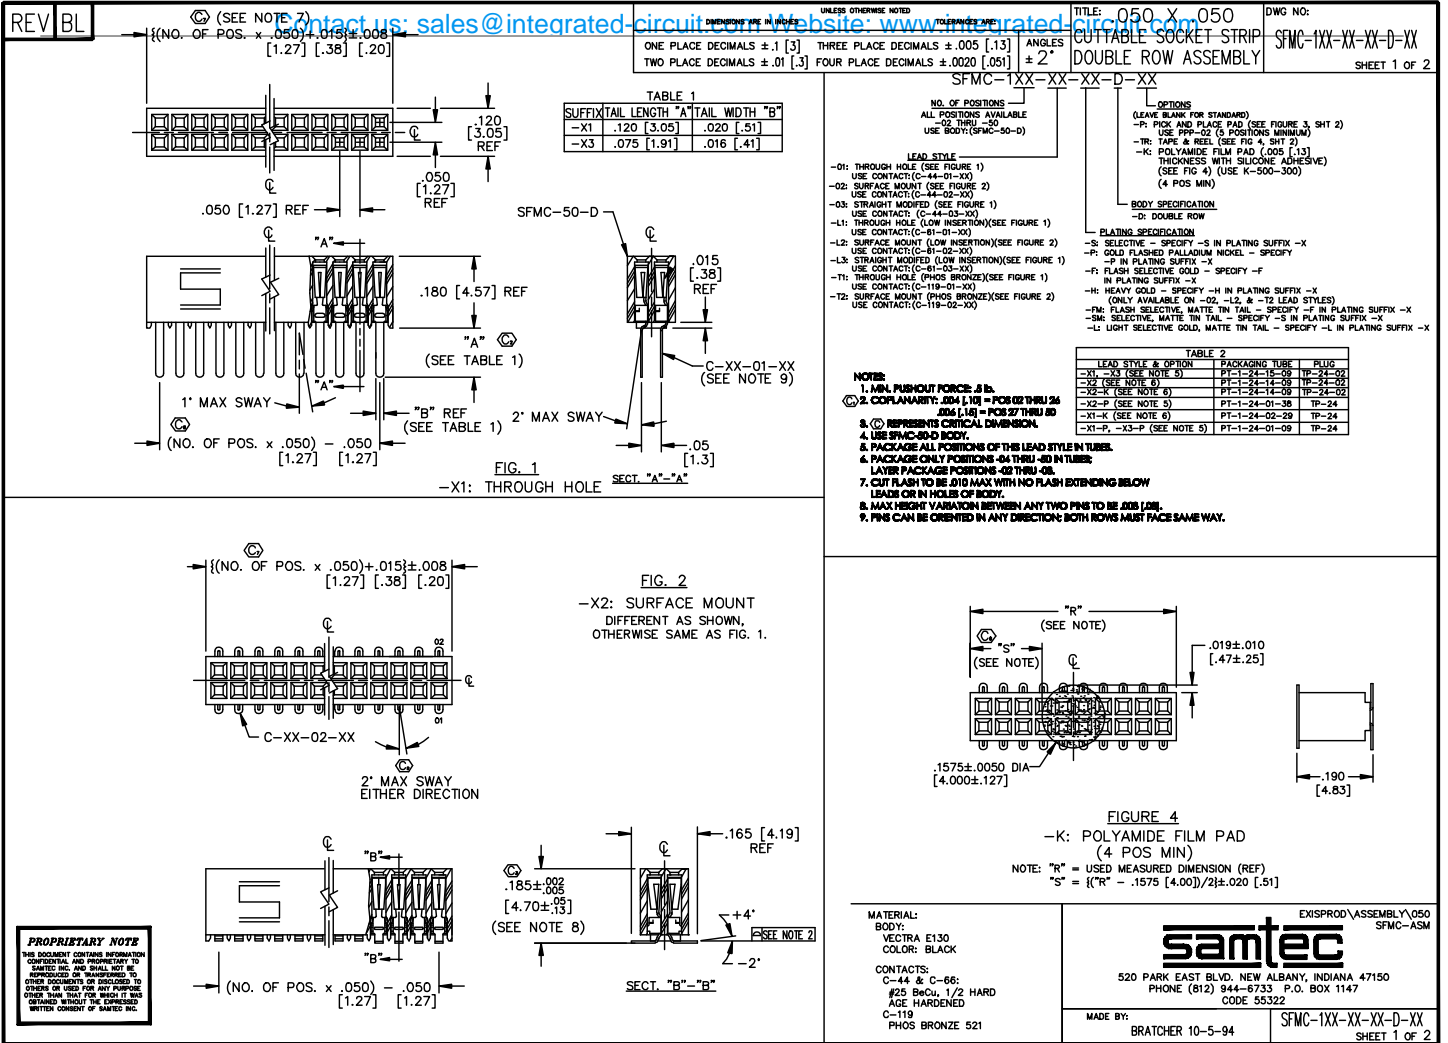 REV BL
Contact us: sales@integrated-circuit.com Website: www.integrated-circuit.com
UNLESS OTHERWISE NOTED
DIMENSIONS ARE IN INCHES
TOLERANCES ARE:
ONE PLACE DECIMALS ±.1 [3] THREE PLACE DECIMALS ±.005 [.13]
TWO PLACE DECIMALS ±.01 [.3] FOUR PLACE DECIMALS ±.0020 [.051]
ANGLES
±2°
TITLE: .050 X .050
CUTTABLE SOCKET STRIP
DOUBLE ROW ASSEMBLY
DWG NO:
SFMC-1XX-XX-XX-D-XX
SHEET 1 OF 2
C7 (SEE NOTE 7)
{(NO. OF POS. x .050)+.015}±.008
[1.27] [.38] [.20]
.120
[3.05]
REF
.050
[1.27]
REF
.050 [1.27] REF
TABLE 1
SUFFIX TAIL LENGTH "A" TAIL WIDTH "B"
-X1 .120 [3.05] .020 [.51]
-X3 .075 [1.91] .016 [.41]
SFMC-50-D
"A"
.180 [4.57] REF
.015
[.38]
REF
"A"
(SEE TABLE 1)
"A"
1° MAX SWAY
"B" REF
(SEE TABLE 1)
2° MAX SWAY
C-XX-01-XX
(SEE NOTE 9)
(NO. OF POS. x .050) - .050
[1.27] [1.27]
.05
[1.3]
FIG. 1
-X1: THROUGH HOLE
SECT. "A"-"A"
SFMC-1XX-XX-XX-D-XX
NO. OF POSITIONS
ALL POSITIONS AVAILABLE
-02 THRU -50
USE BODY:(SFMC-50-D)
LEAD STYLE
-01: THROUGH HOLE (SEE FIGURE 1)
USE CONTACT:(C-44-01-XX)
-02: SURFACE MOUNT (SEE FIGURE 2)
USE CONTACT:(C-44-02-XX)
-03: STRAIGHT MODIFED (SEE FIGURE 1)
USE CONTACT: (C-44-03-XX)
-L1: THROUGH HOLE (LOW INSERTION)(SEE FIGURE 1)
USE CONTACT:(C-61-01-XX)
-L2: SURFACE MOUNT (LOW INSERTION)(SEE FIGURE 2)
USE CONTACT:(C-61-02-XX)
-L3: STRAIGHT MODIFED (LOW INSERTION)(SEE FIGURE 1)
USE CONTACT:(C-61-03-XX)
-T1: THROUGH HOLE (PHOS BRONZE)(SEE FIGURE 1)
USE CONTACT:(C-119-01-XX)
-T2: SURFACE MOUNT (PHOS BRONZE)(SEE FIGURE 2)
USE CONTACT:(C-119-02-XX)
OPTIONS
(LEAVE BLANK FOR STANDARD)
-P: PICK AND PLACE PAD (SEE FIGURE 3, SHT 2)
USE PPP-02 (5 POSITIONS MINIMUM)
-TR: TAPE & REEL (SEE FIG 4, SHT 2)
-K: POLYAMIDE FILM PAD (.005 [.13]
THICKNESS WITH SILICONE ADHESIVE)
(SEE FIG 4) (USE K-500-300)
(4 POS MIN)
BODY SPECIFICATION
-D: DOUBLE ROW
PLATING SPECIFICATION
-S: SELECTIVE - SPECIFY -S IN PLATING SUFFIX -X
-P: GOLD FLASHED PALLADIUM NICKEL - SPECIFY
-P IN PLATING SUFFIX -X
-F: FLASH SELECTIVE GOLD - SPECIFY -F
IN PLATING SUFFIX -X
-H: HEAVY GOLD - SPECIFY -H IN PLATING SUFFIX -X
(ONLY AVAILABLE ON -02, -L2, & -T2 LEAD STYLES)
-FM: FLASH SELECTIVE, MATTE TIN TAIL - SPECIFY -F IN PLATING SUFFIX -X
-SM: SELECTIVE, MATTE TIN TAIL - SPECIFY -S IN PLATING SUFFIX -X
-L: LIGHT SELECTIVE GOLD, MATTE TIN TAIL - SPECIFY -L IN PLATING SUFFIX -X
TABLE 2
LEAD STYLE & OPTION PACKAGING TUBE PLUG
-X1, -X3 (SEE NOTE 5) PT-1-24-15-09 TP-24-02
-X2 (SEE NOTE 6) PT-1-24-14-09 TP-24-02
-X2-K (SEE NOTE 6) PT-1-24-14-09 TP-24-02
-X2-P (SEE NOTE 5) PT-1-24-01-38 TP-24
-X1-K (SEE NOTE 6) PT-1-24-02-29 TP-24
-X1-P, -X3-P (SEE NOTE 5) PT-1-24-01-09 TP-24
NOTES:
1. MIN. PUSHOUT FORCE: .5 lb.
2. COPLANARITY: .004 [.10] = POS 02 THRU 26
.006 [.15] = POS 27 THRU 50
3. C REPRESENTS CRITICAL DIMENSION.
4. USE SFMC-50-D BODY.
5. PACKAGE ALL POSITIONS OF THIS LEAD STYLE IN TUBES.
6. PACKAGE ONLY POSITIONS -04 THRU -50 IN TUBES;
LAYER PACKAGE POSITIONS -02 THRU -03.
7. CUT FLASH TO BE .010 MAX WITH NO FLASH EXTENDING BELOW
LEADS OR IN HOLES OF BODY.
8. MAX HEIGHT VARIATOIN BETWEEN ANY TWO PINS TO BE .003 [.08].
9. PINS CAN BE ORIENTED IN ANY DIRECTION; BOTH ROWS MUST FACE SAME WAY.
{(NO. OF POS. x .050)+.015}±.008
[1.27] [.38] [.20]
FIG. 2
-X2: SURFACE MOUNT
DIFFERENT AS SHOWN,
OTHERWISE SAME AS FIG. 1.
02
01
C-XX-02-XX
2° MAX SWAY
EITHER DIRECTION
"B"
"B"
.185+.002
-.005
[4.70+.05
-.13]
(SEE NOTE 8)
.165 [4.19]
REF
+4°
-2°
SEE NOTE 2
(NO. OF POS. x .050) - .050
[1.27] [1.27]
SECT. "B"-"B"
"R"
(SEE NOTE)
"S"
(SEE NOTE)
.019±.010
[.47±.25]
.1575±.0050 DIA
[4.000±.127]
.190
[4.83]
FIGURE 4
-K: POLYAMIDE FILM PAD
(4 POS MIN)
NOTE: "R" = USED MEASURED DIMENSION (REF)
"S" = {("R" - .1575 [4.00])/2}±.020 [.51]
PROPRIETARY NOTE
THIS DOCUMENT CONTAINS INFORMATION
CONFIDENTIAL AND PROPRIETARY TO
SAMTEC INC. AND SHALL NOT BE
REPRODUCED OR TRANSFERRED TO
OTHER DOCUMENTS OR DISCLOSED TO
OTHERS OR USED FOR ANY PURPOSE
OTHER THAN THAT FOR WHICH IT WAS
OBTAINED WITHOUT THE EXPRESSED
WRITTEN CONSENT OF SAMTEC INC.
MATERIAL:
BODY:
VECTRA E130
COLOR: BLACK
CONTACTS:
C-44 & C-66:
#25 BeCu, 1/2 HARD
AGE HARDENED
C-119
PHOS BRONZE 521
EXISPROD\ASSEMBLY\050
SFMC-ASM
samtec
520 PARK EAST BLVD. NEW ALBANY, INDIANA 47150
PHONE (812) 944-6733 P.O. BOX 1147
CODE 55322
MADE BY:
BRATCHER 10-5-94
SFMC-1XX-XX-XX-D-XX
SHEET 1 OF 2